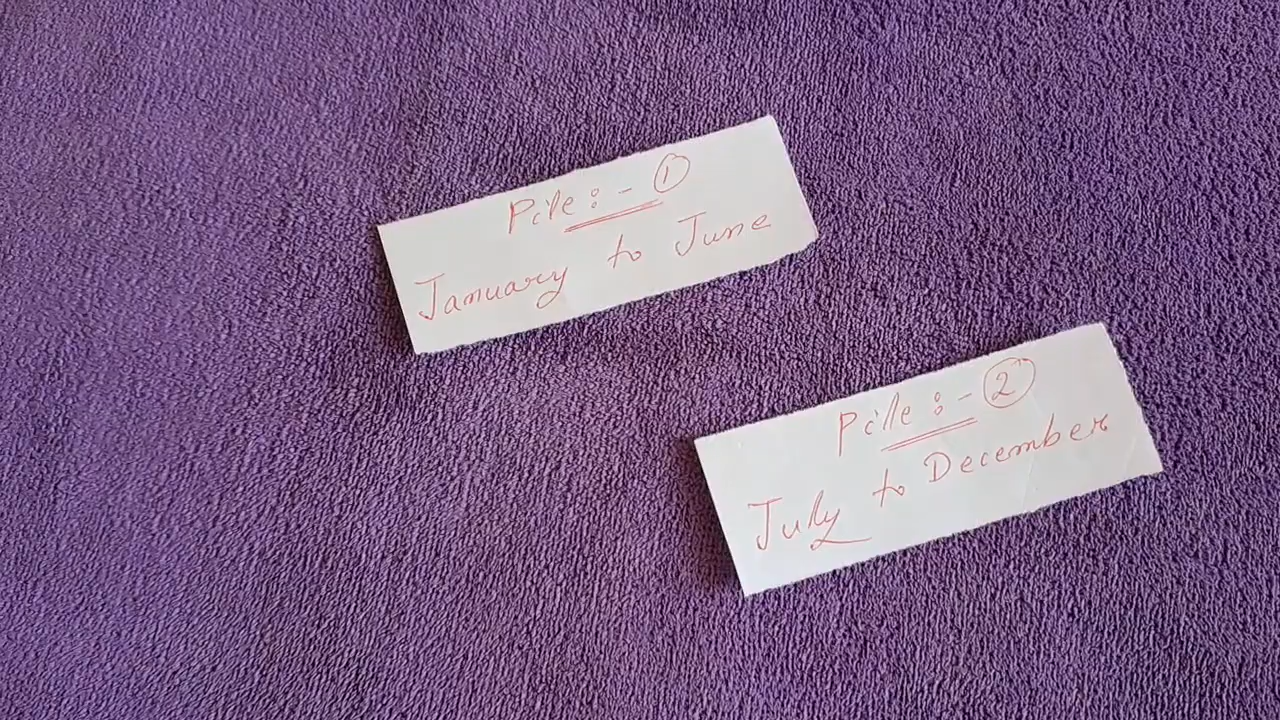 Pile :- ①
January to June
Pile :- ②
July to December